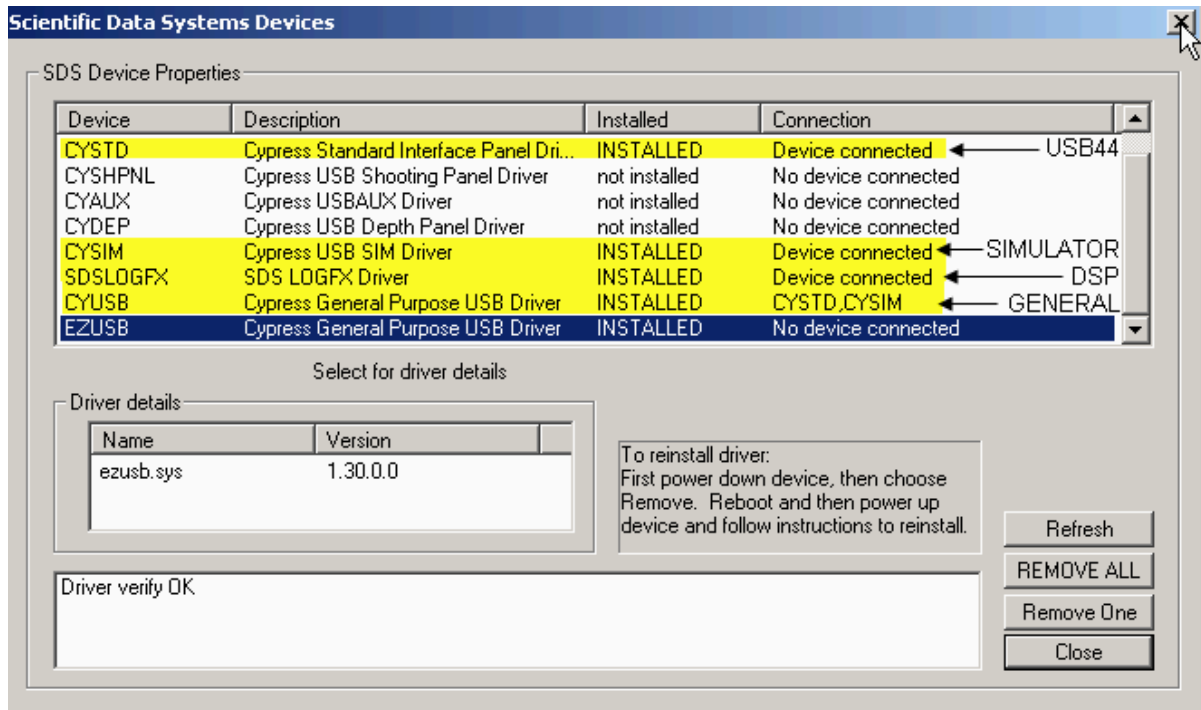 Scientific Data Systems Devices
SDS Device Properties
Device Description Installed Connection
CYSTD Cypress Standard Interface Panel Dri... INSTALLED Device connected USB44
CYSHPNL Cypress USB Shooting Panel Driver not installed No device connected
CYAUX Cypress USBAUX Driver not installed No device connected
CYDEP Cypress USB Depth Panel Driver not installed No device connected
CYSIM Cypress USB SIM Driver INSTALLED Device connected SIMULATOR
SDSLOGFX SDS LOGFX Driver INSTALLED Device connected DSP
CYUSB Cypress General Purpose USB Driver INSTALLED CYSTD,CYSIM GENERAL
EZUSB Cypress General Purpose USB Driver INSTALLED No device connected
Select for driver details
Driver details
Name Version
ezusb.sys 1.30.0.0
To reinstall driver:
First power down device, then choose
Remove. Reboot and then power up
device and follow instructions to reinstall.
Refresh
REMOVE ALL
Remove One
Close
Driver verify OK